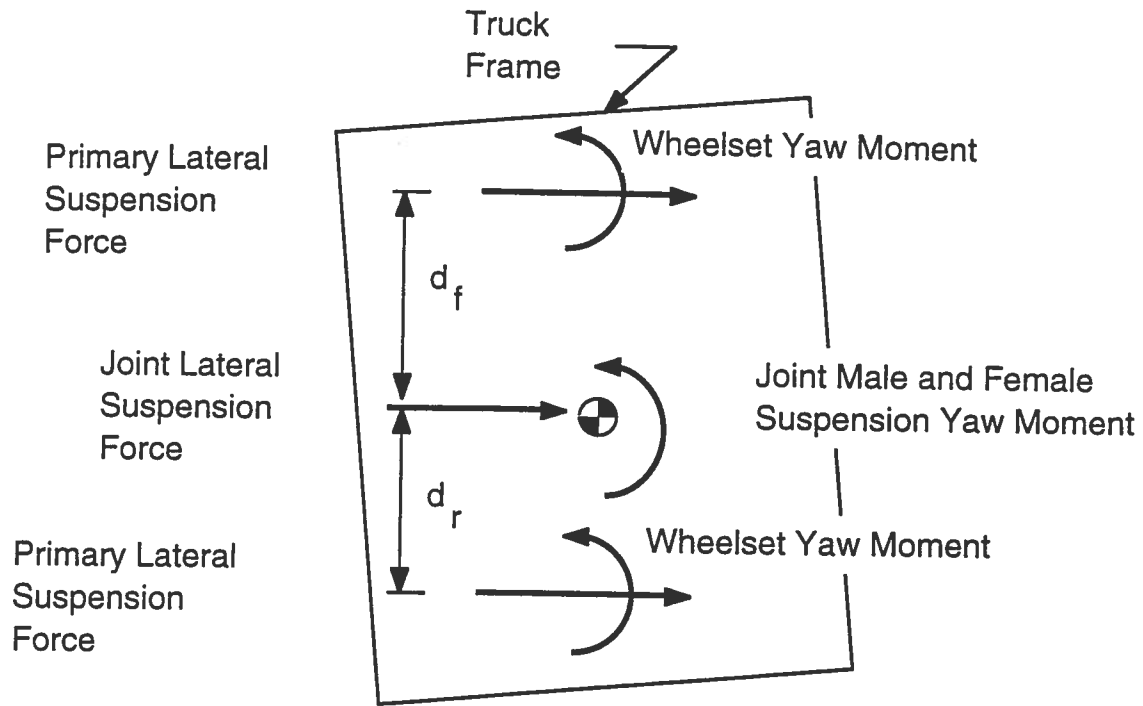 Truck
Frame
Wheelset Yaw Moment
Primary Lateral
Suspension
Force
d f
Joint Lateral
Suspension
Force
Joint Male and Female
Suspension Yaw Moment
d r
Wheelset Yaw Moment
Primary Lateral
Suspension
Force